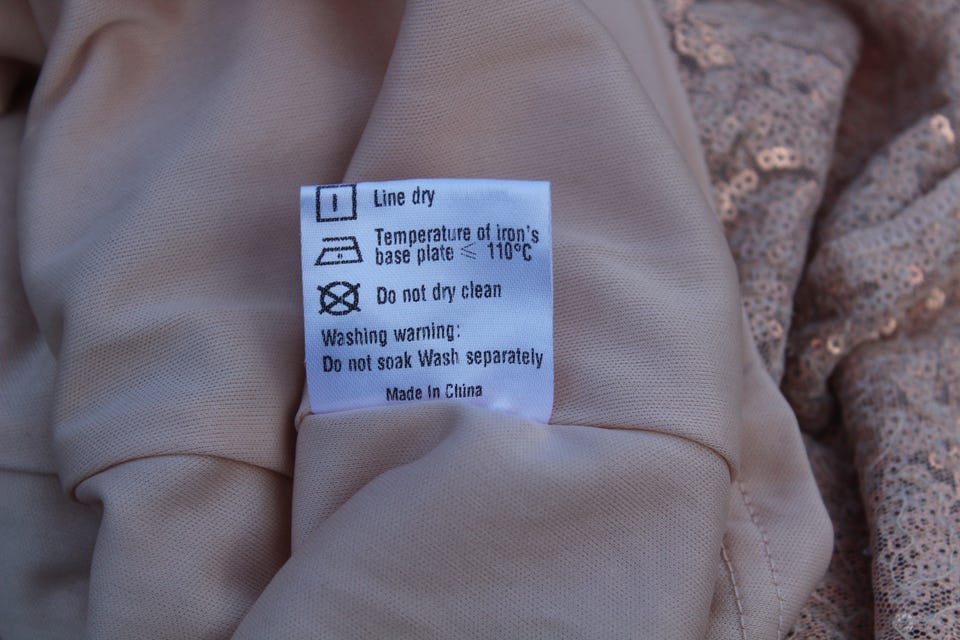 Line dry
Temperature of iron's
base plate ⩽ 110°C
Do not dry clean
Washing warning:
Do not soak Wash separately
Made In China